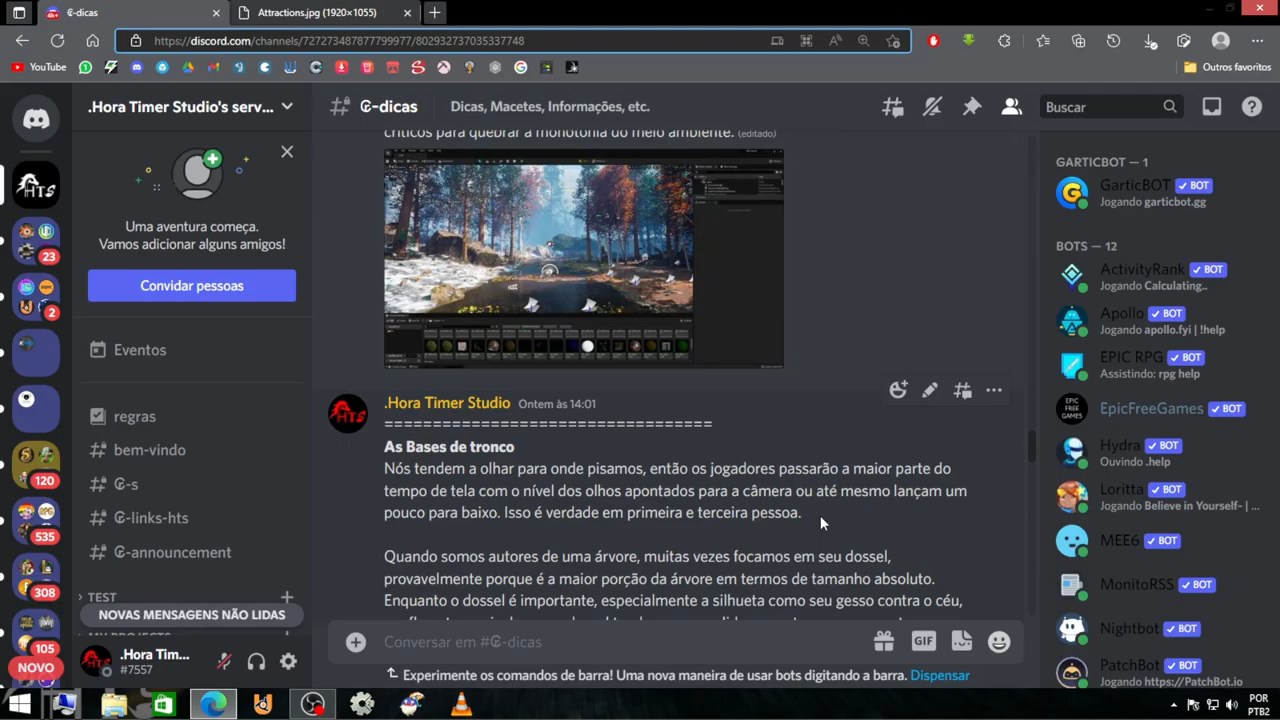 ₢-dicas
Attractions.jpg (1920×1055)
https://discord.com/channels/727273487877799977/802932737035337748
YouTube
Outros favoritos
.Hora Timer Studio's serv...
₢-dicas
Dicas, Macetes, Informações, etc.
Buscar
críticos para quebrar a monotonia do meio ambiente. (editado)
Uma aventura começa.
Vamos adicionar alguns amigos!
Convidar pessoas
Eventos
regras
bem-vindo
₢-s
₢-links-hts
₢-announcement
TEST
NOVAS MENSAGENS NÃO LIDAS
.Hora Tim...
#7557
23
2
120
535
308
105
NOVO
.Hora Timer Studio Ontem às 14:01
==================================
As Bases de tronco
Nós tendem a olhar para onde pisamos, então os jogadores passarão a maior parte do
tempo de tela com o nível dos olhos apontados para a câmera ou até mesmo lançam um
pouco para baixo. Isso é verdade em primeira e terceira pessoa.
Quando somos autores de uma árvore, muitas vezes focamos em seu dossel,
provavelmente porque é a maior porção da árvore em termos de tamanho absoluto.
Enquanto o dossel é importante, especialmente a silhueta como seu gesso contra o céu,
Conversar em #₢-dicas
GIF
Experimente os comandos de barra! Uma nova maneira de usar bots digitando a barra. Dispensar
GARTICBOT — 1
GarticBOT BOT
Jogando garticbot.gg
BOTS — 12
ActivityRank BOT
Jogando Calculating..
Apollo BOT
Jogando apollo.fyi | !help
EPIC RPG BOT
Assistindo: rpg help
EPIC FREE GAMES
EpicFreeGames BOT
Hydra BOT
Ouvindo .help
Loritta BOT
Jogando Believe in Yourself- | ...
MEE6 BOT
MonitoRSS BOT
Nightbot BOT
PatchBot BOT
Jogando https://PatchBot.io
POR
PTB2